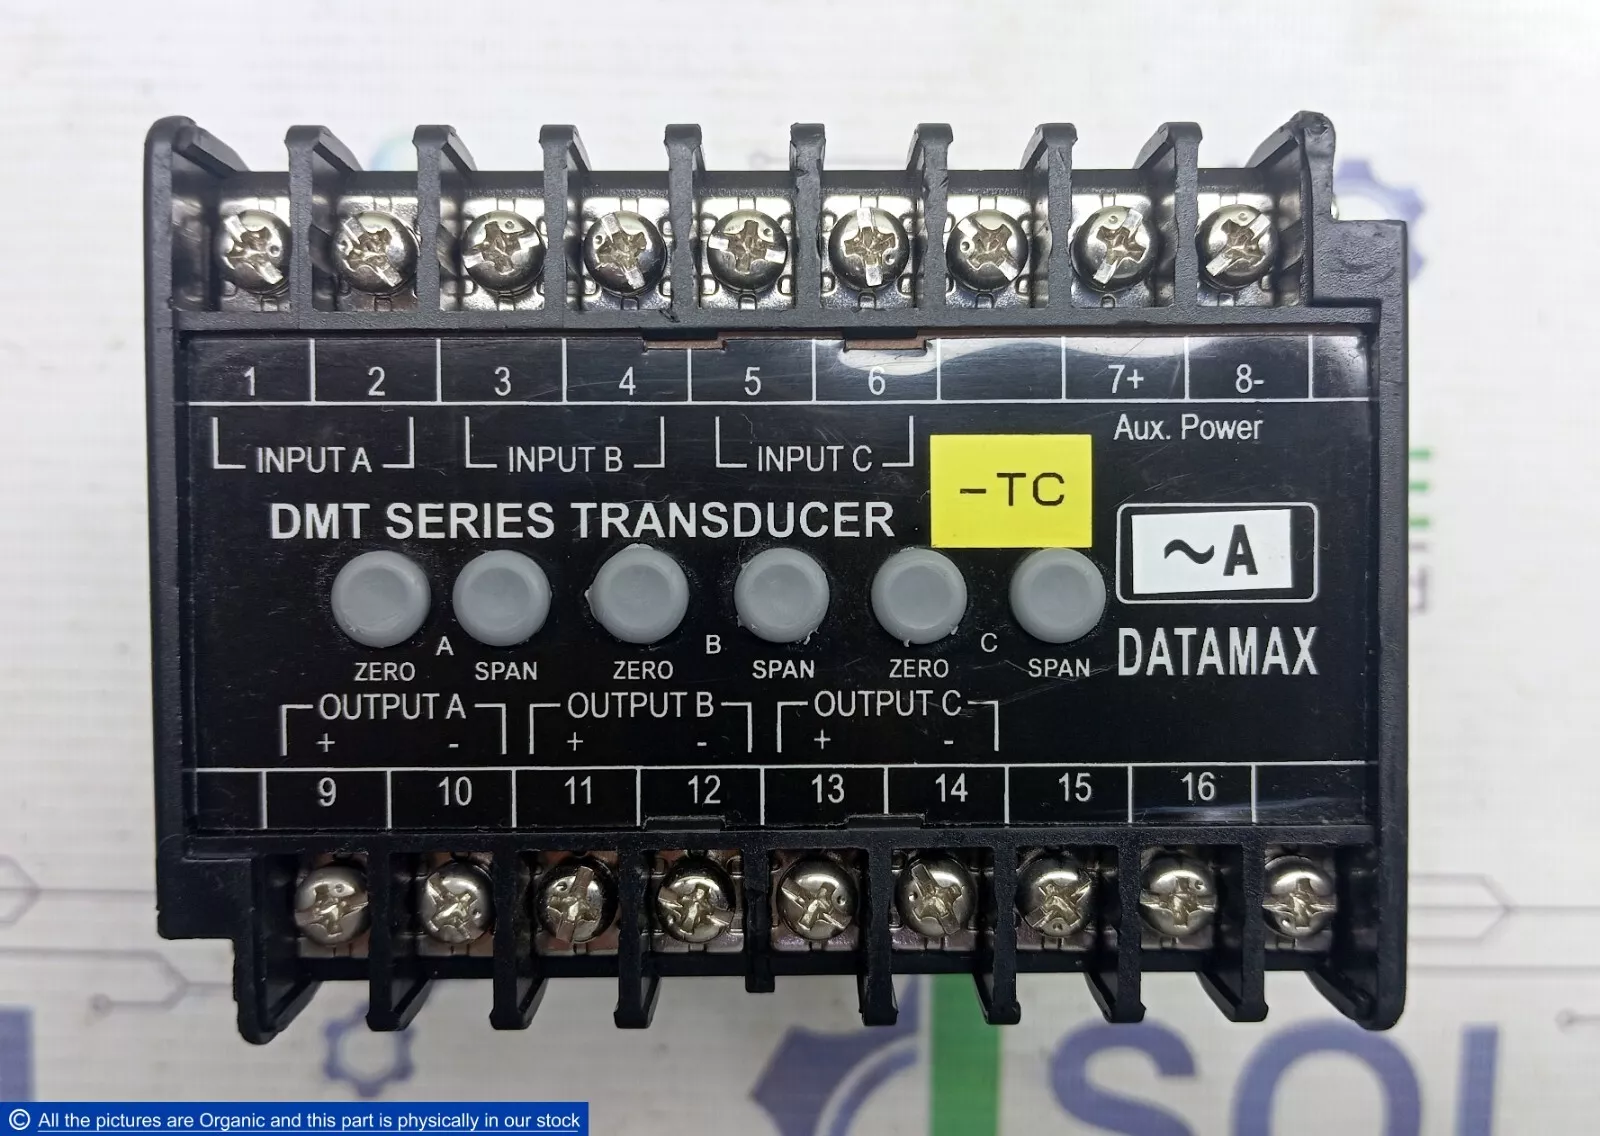 1 2 3 4 5 6 7+ 8-
INPUT A INPUT B INPUT C Aux. Power
-TC
DMT SERIES TRANSDUCER
~A
A B C
ZERO SPAN ZERO SPAN ZERO SPAN
DATAMAX
OUTPUT A OUTPUT B OUTPUT C
+ - + - + -
9 10 11 12 13 14 15 16
SOL
© All the pictures are Organic and this part is physically in our stock